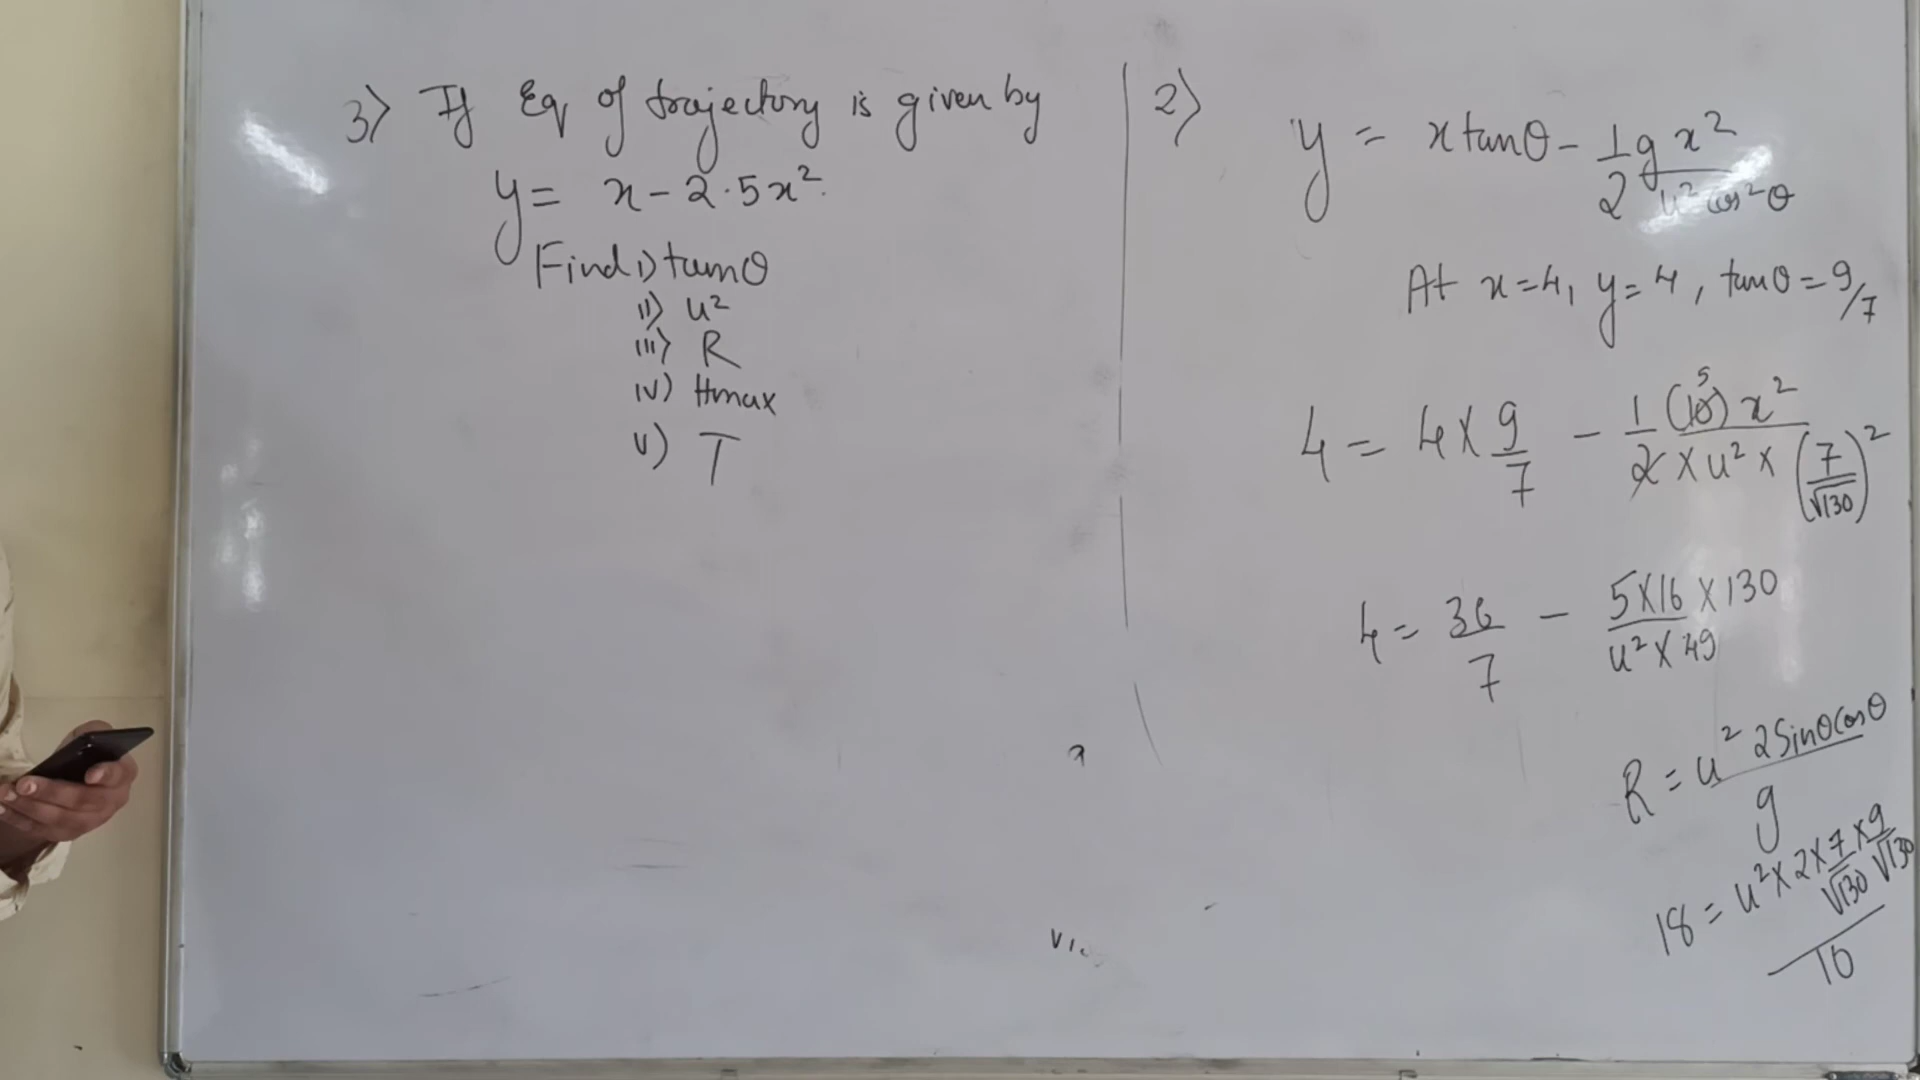 3) If Eq of trajectory is given by
y = x - 2.5x².
Find i) tanθ
ii) u²
iii) R
iv) Hmax
v) T
2)
y = x tanθ - 1/2 g x² / u² cos²θ
At x=4, y=4, tanθ = 9/7
4 = 4 × 9/7 - 1 (10) 5 x² / 2 × u² × (7/√130)²
4 = 36/7 - 5×16×130 / u² × 49
R = u² 2 Sinθ Cosθ / g
18 = u² × 2 × 7/√130 × 9/√130 / 10